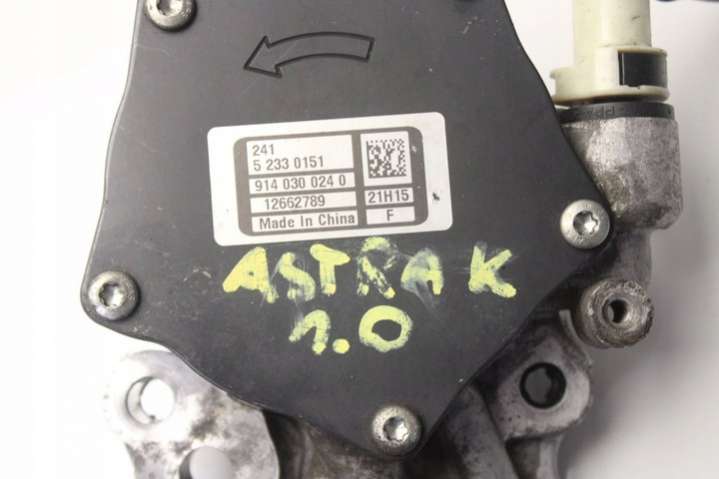 241
5 233 0151
914 030 024 0
12662789
21H15
Made In China
F
ASTRA K
1.0